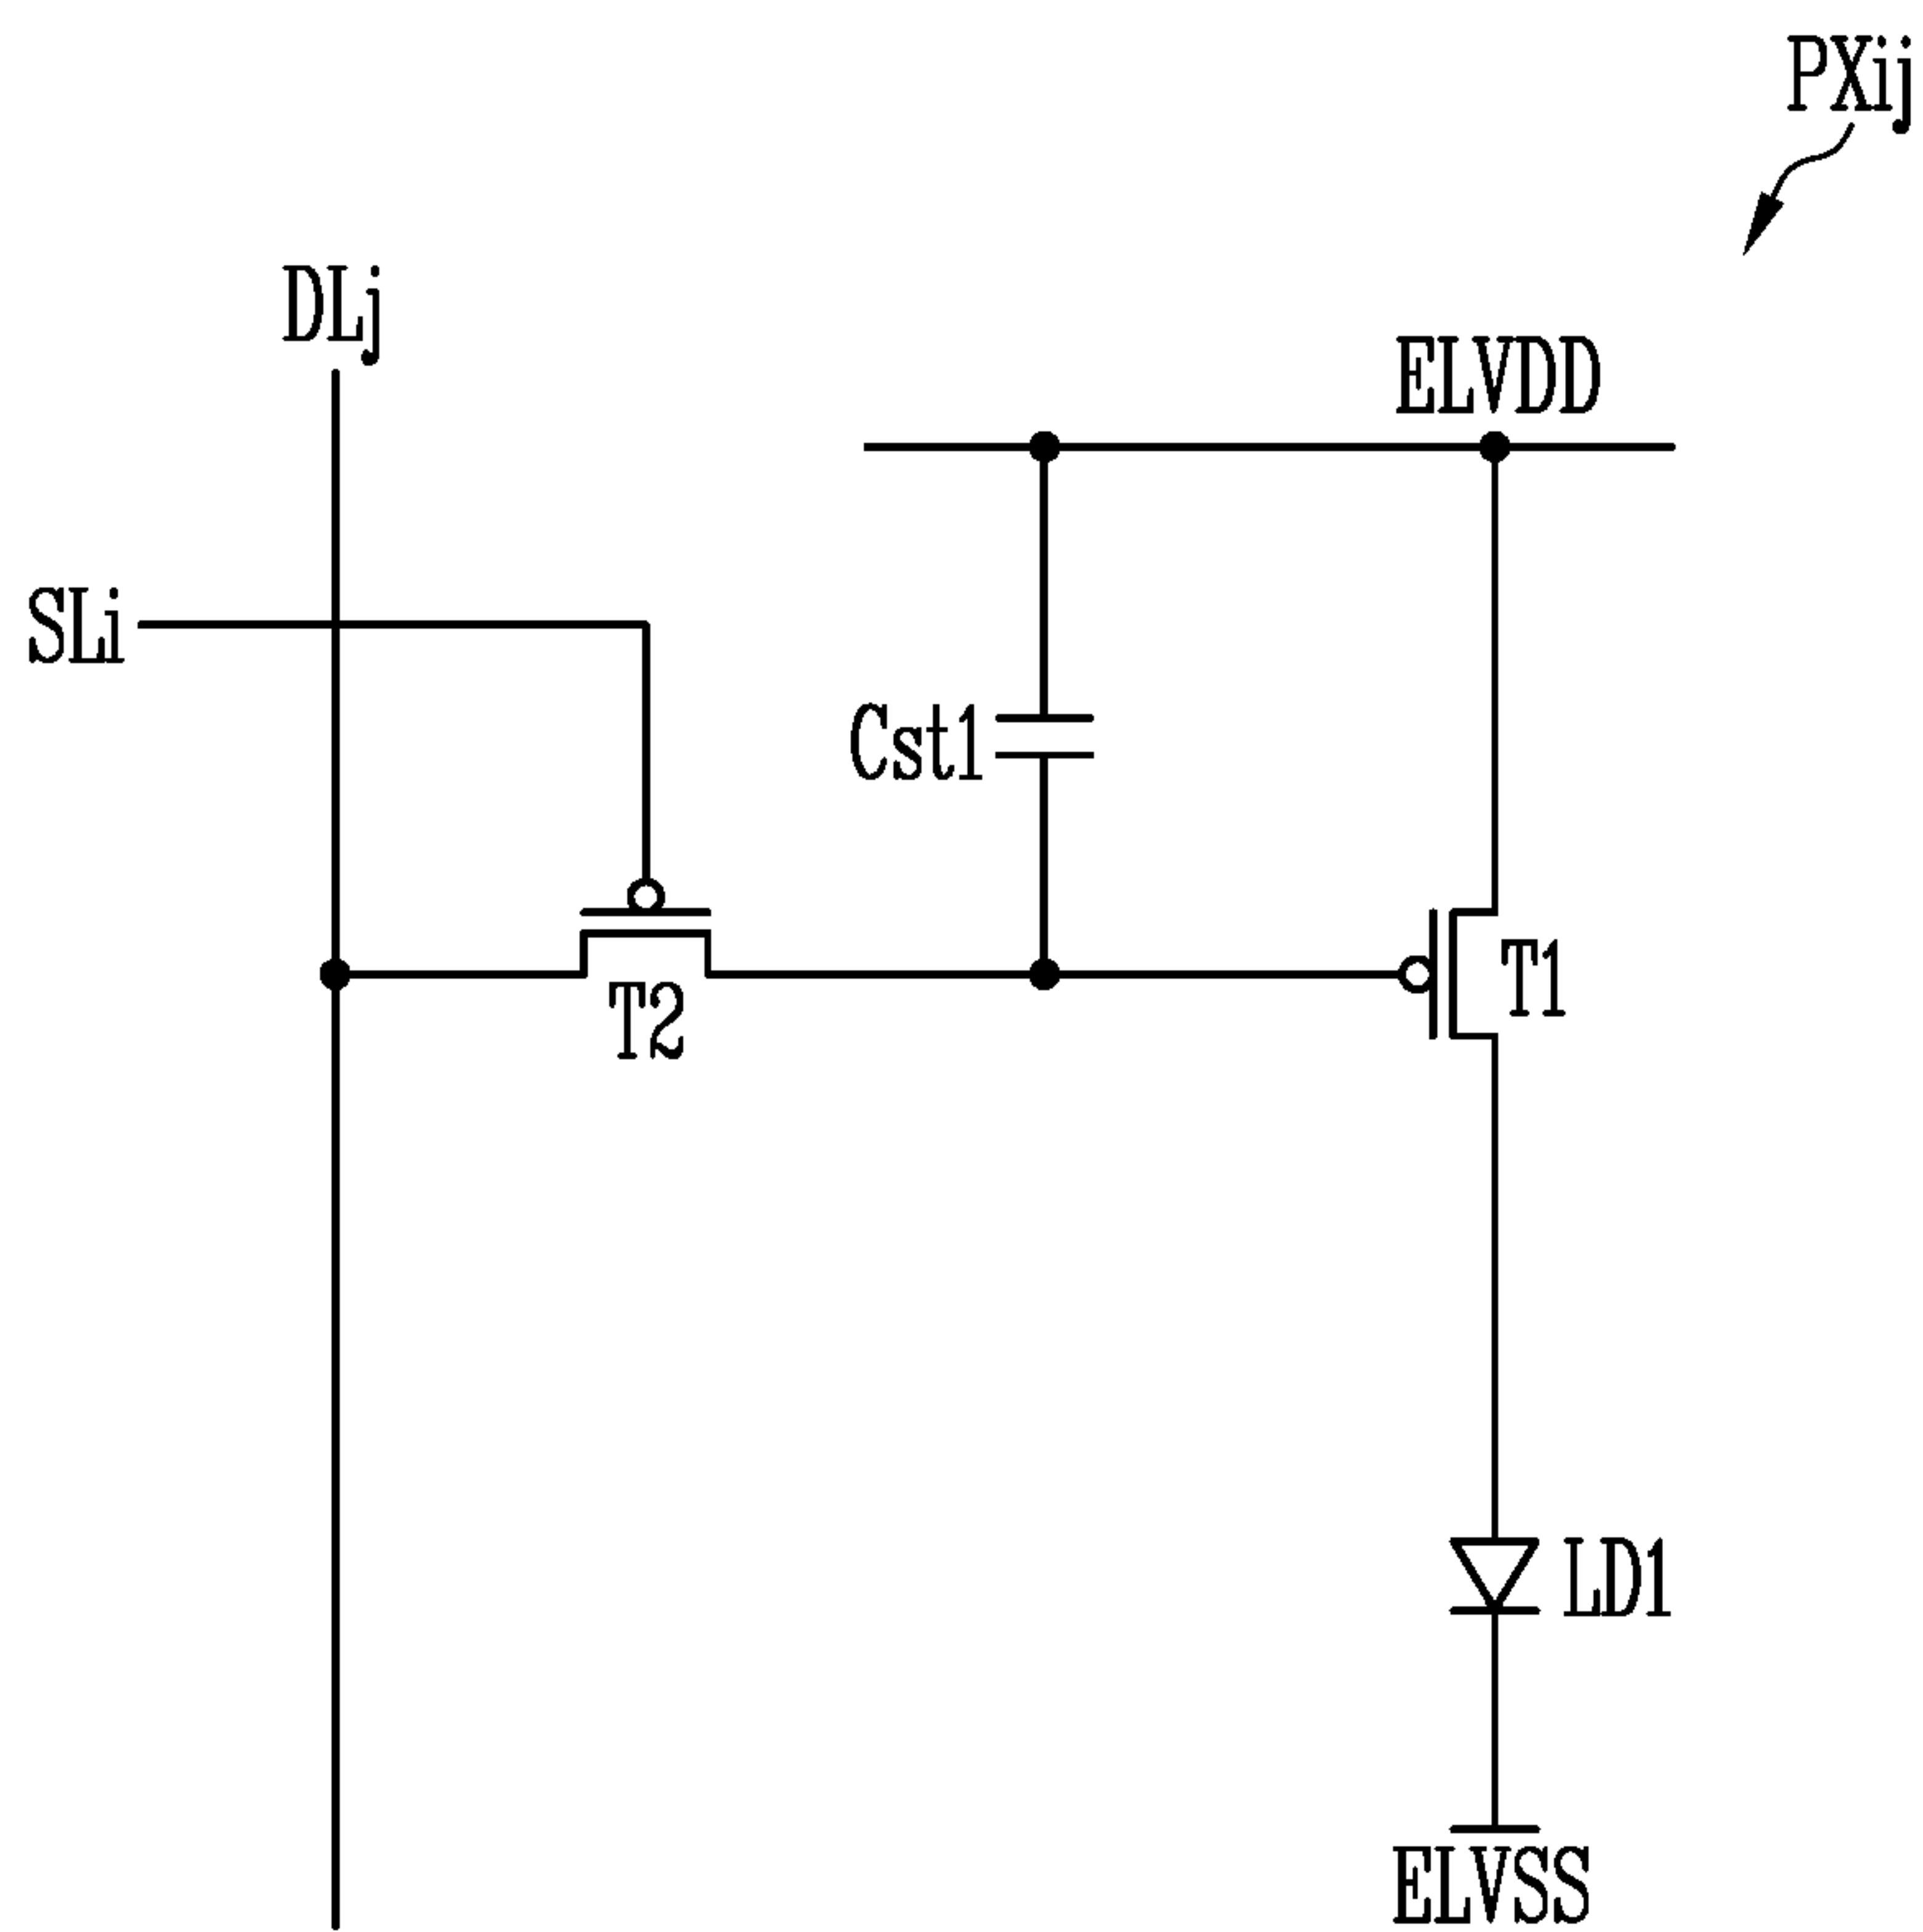 PXij
DLj
ELVDD
SLi
Cst1
T1
T2
LD1
ELVSS